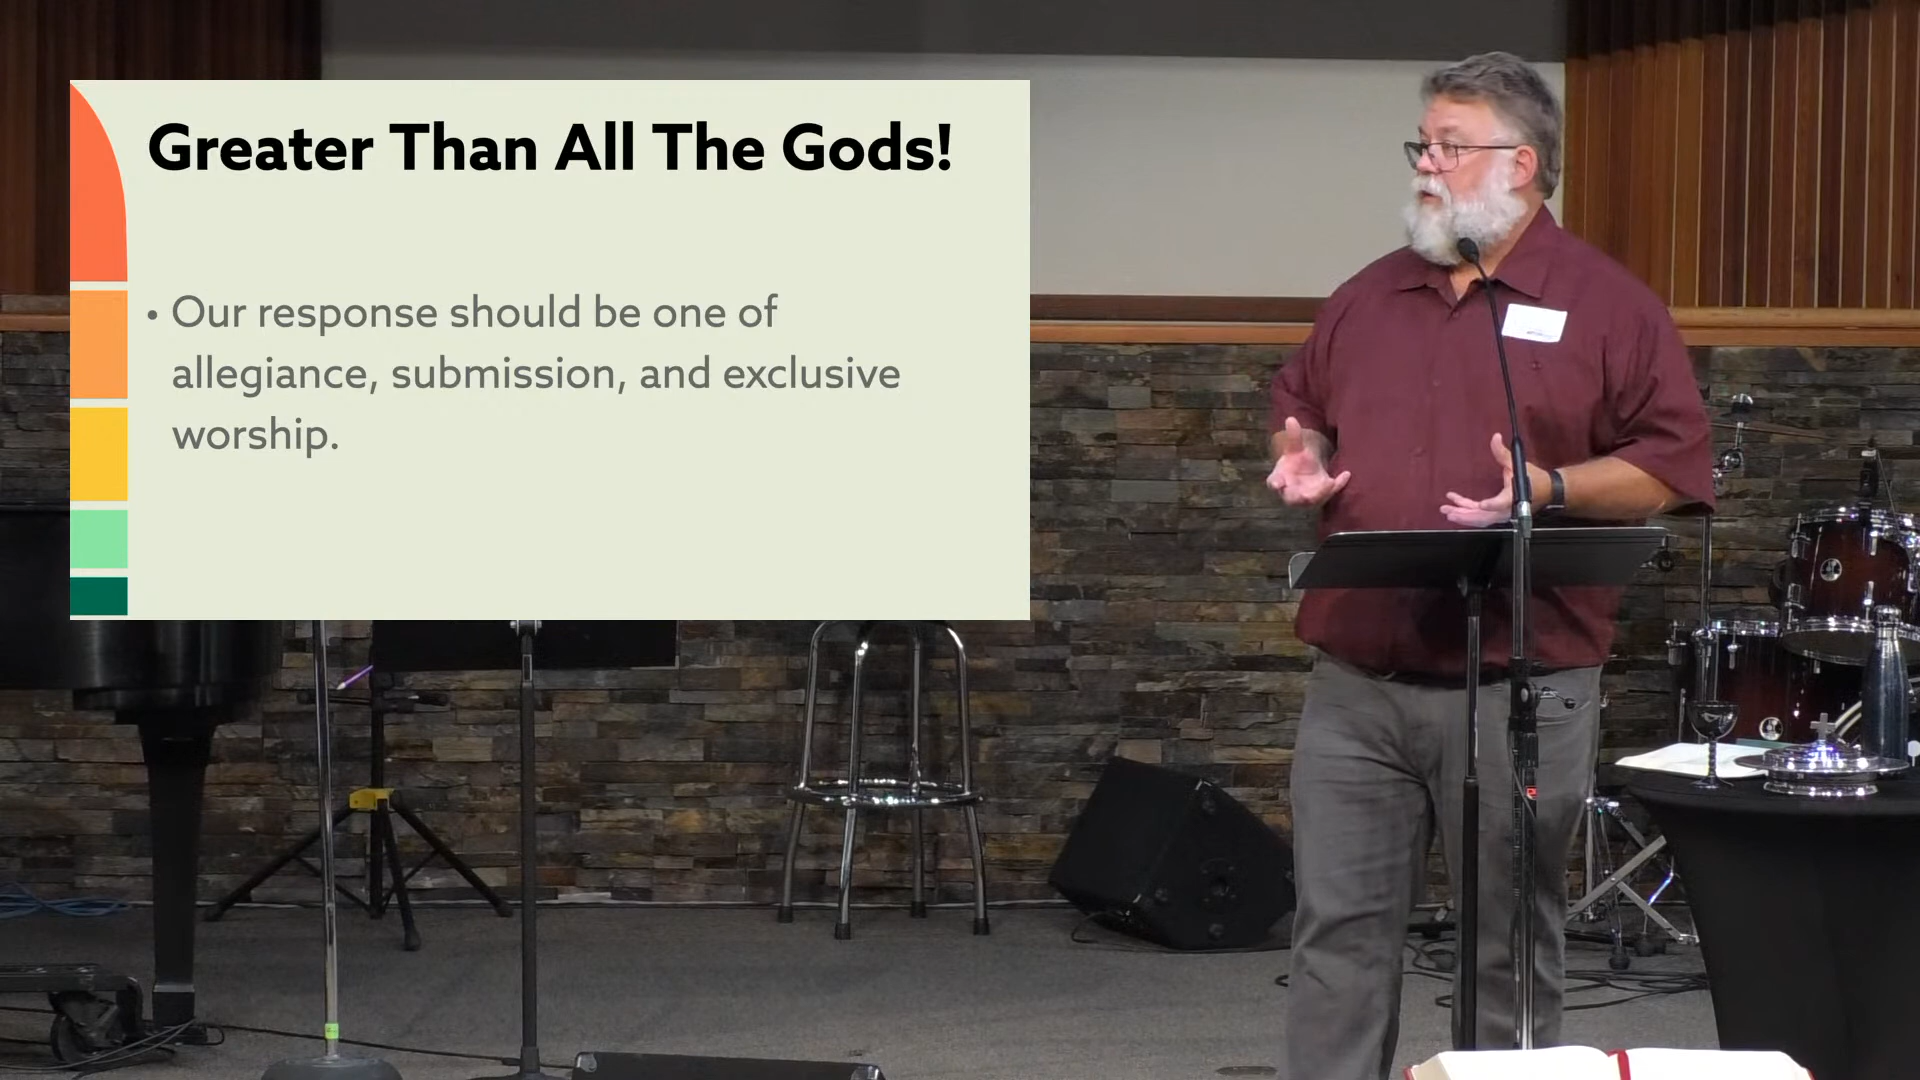 Greater Than All The Gods!
• Our response should be one of
allegiance, submission, and exclusive
worship.